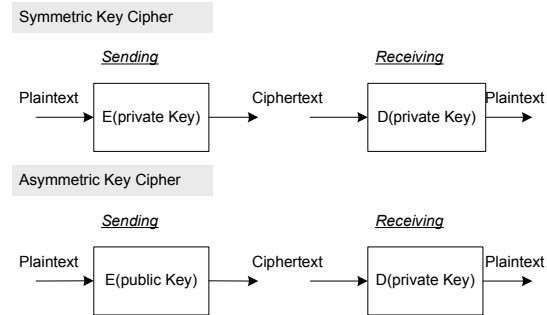 Symmetric Key Cipher
Sending Receiving
Plaintext Ciphertext Plaintext
E(private Key) D(private Key)
Asymmetric Key Cipher
Sending Receiving
Plaintext Ciphertext Plaintext
E(public Key) D(private Key)